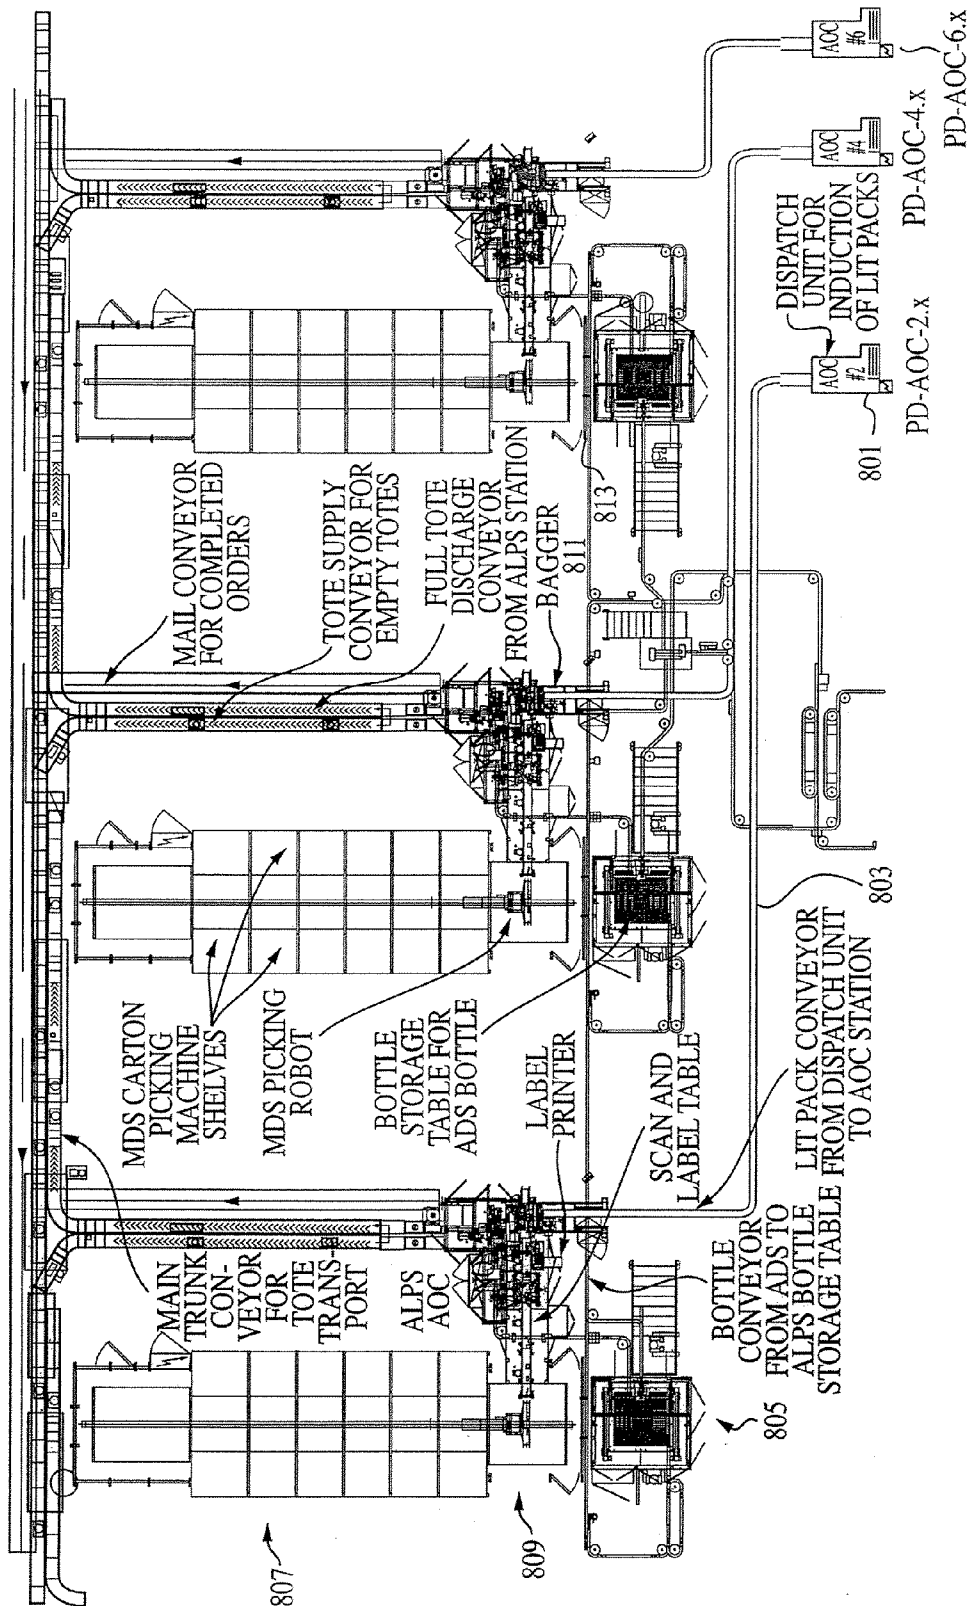 MAIL CONVEYOR
FOR COMPLETED
ORDERS
TOTE SUPPLY
CONVEYOR FOR
EMPTY TOTES
FULL TOTE
DISCHARGE
CONVEYOR
FROM ALPS STATION
BAGGER
811
813
MDS CARTON
PICKING
MACHINE
SHELVES
MDS PICKING
ROBOT
BOTTLE
STORAGE
TABLE FOR
ADS BOTTLE
LABEL
PRINTER
SCAN AND
LABEL TABLE
LIT PACK CONVEYOR
FROM DISPATCH UNIT
TO AOC STATION
803
MAIN
TRUNK
CON-
VEYOR
FOR
TOTE
TRANS-
PORT
ALPS
AOC
BOTTLE
CONVEYOR
FROM ADS TO
ALPS BOTTLE
STORAGE TABLE
805
807
809
AOC
#6
PD-AOC-6.x
AOC
#4
PD-AOC-4.x
DISPATCH
UNIT FOR
INDUCTION
OF LIT PACKS
AOC
#2
801
PD-AOC-2.x